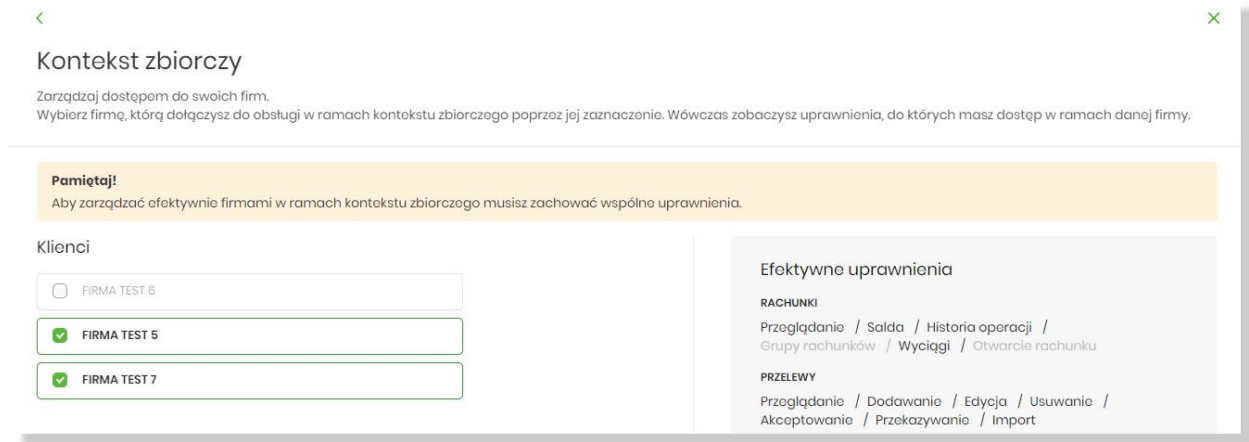 Kontekst zbiorczy
Zarządzaj dostępem do swoich firm.
Wybierz firmę, którą dołączysz do obsługi w ramach kontekstu zbiorczego poprzez jej zaznaczenie. Wówczas zobaczysz uprawnienia, do których masz dostęp w ramach danej firmy.
Pamiętaj!
Aby zarządzać efektywnie firmami w ramach kontekstu zbiorczego musisz zachować wspólne uprawnienia.
Klienci
FIRMA TEST 6
FIRMA TEST 5
FIRMA TEST 7
Efektywne uprawnienia
RACHUNKI
Przeglądanie / Salda / Historia operacji /
Grupy rachunków / Wyciągi / Otwarcie rachunku
PRZELEWY
Przeglądanie / Dodawanie / Edycja / Usuwanie /
Akceptowanie / Przekazywanie / Import